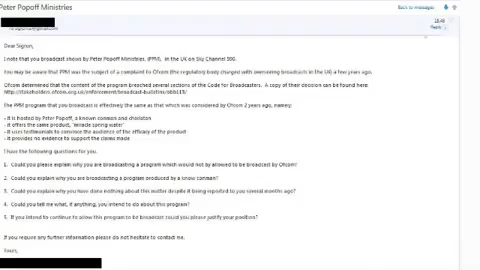 Peter Popoff Ministries
Back to messages
Reply
Dear Sigrun,
I note that you broadcast shows by Peter Popoff Ministries, (PPM), in the UK on Sky Channel 590.
You may be aware that PPM was the subject of a complaint to Ofcom (the regulatory body charged with overseeing broadcasts in the UK) a few years ago.
Ofcom determined that the content of the program breached several sections of the Code for Broadcasters. A copy of their decision can be found here:
The PPM program that you broadcast is effectively the same as that which was considered by Ofcom 2 years ago, namely:
- it is hosted by Peter Popoff, a known conman and charlatan
- it offers the same product, 'miracle spring water'
- it uses testimonials to convince the audience of the efficacy of the product
- it provides no evidence to support the claims made
I have the following questions for you.
1. Could you please explain why you are broadcasting a program which would not be allowed to be broadcast by Ofcom?
2. Could you explain why you are broadcasting a program produced by a known conman?
3. Could you explain why you have done nothing about this matter despite it being reported to you several months ago?
4. Could you tell me what, if anything, you intend to do about this program?
5. If you intend to continue to allow this program to be broadcast could you please justify your position?
If you require any further information please do not hesitate to contact me.
Yours,